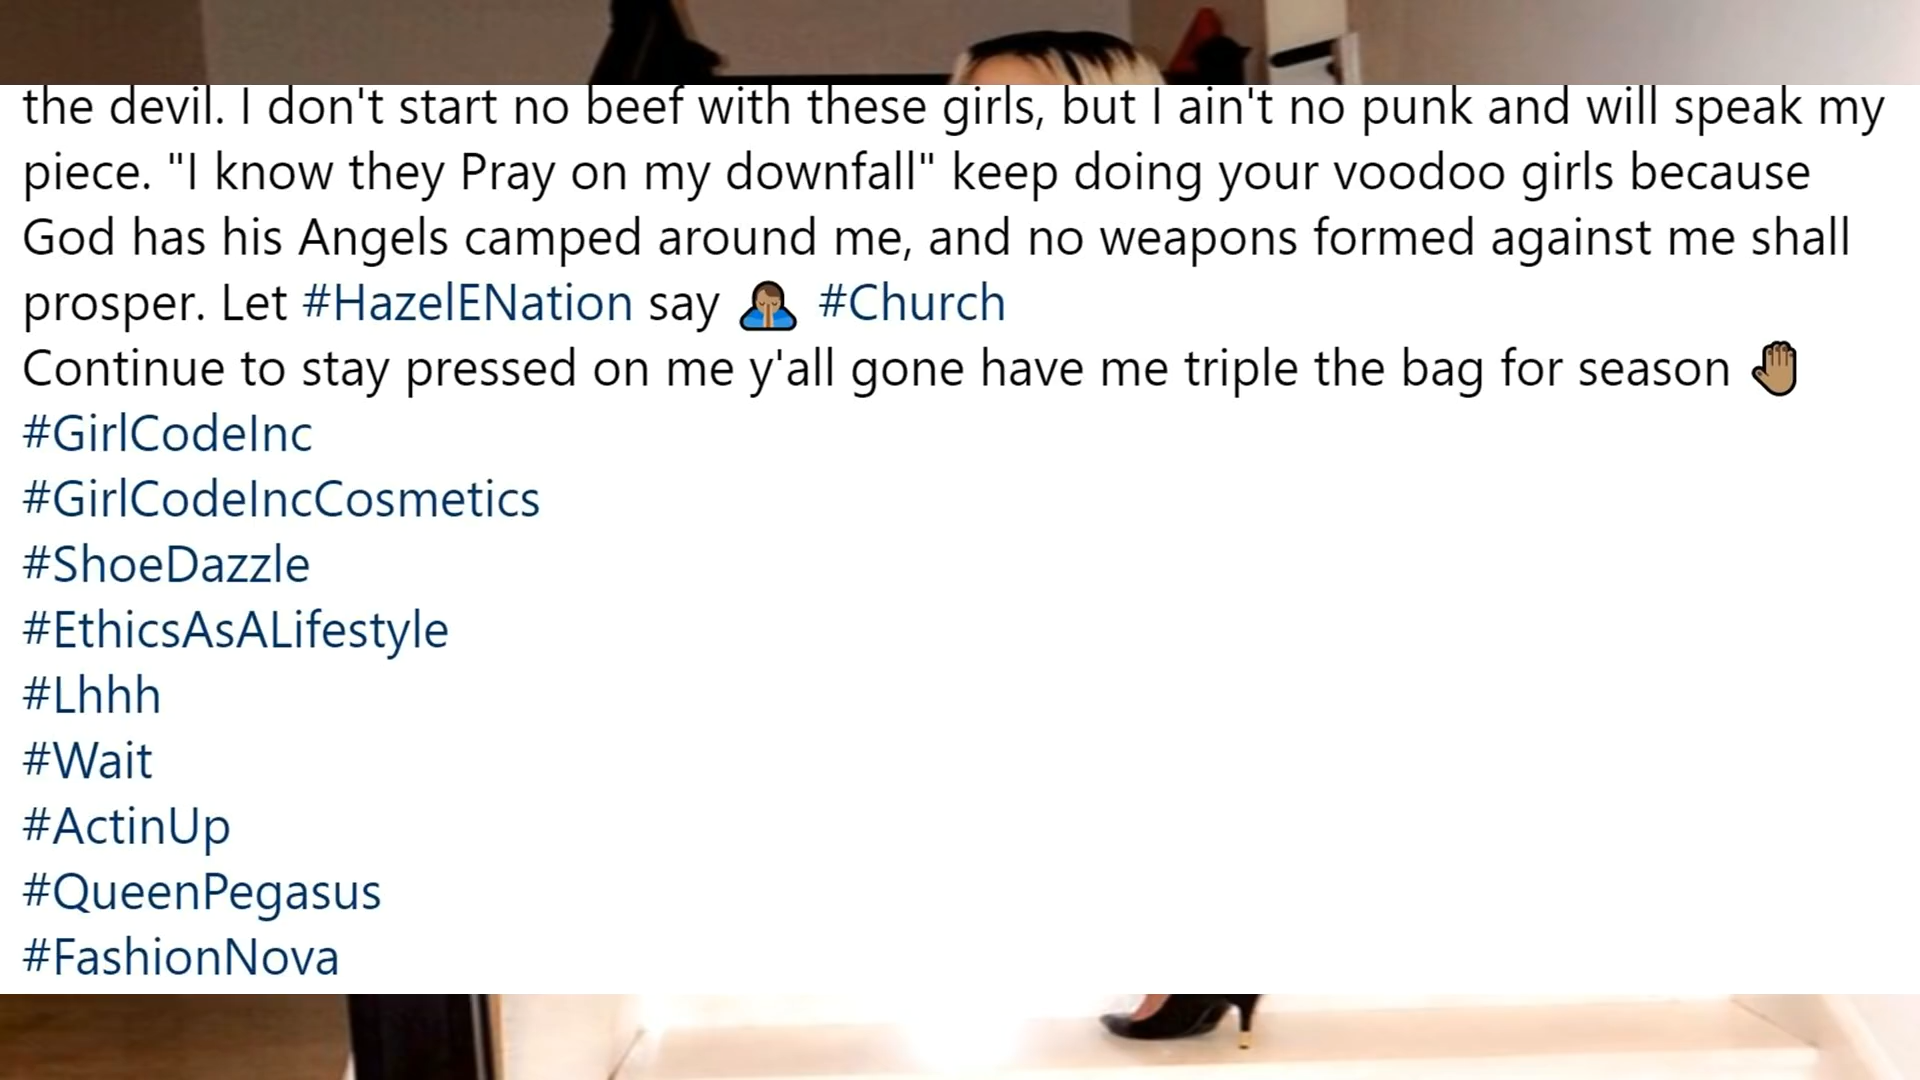 the devil. I don't start no beef with these girls, but I ain't no punk and will speak my
piece. "I know they Pray on my downfall" keep doing your voodoo girls because
God has his Angels camped around me, and no weapons formed against me shall
prosper. Let #HazelENation say 🙏🏽 #Church
Continue to stay pressed on me y'all gone have me triple the bag for season 🤚🏽
#GirlCodeInc
#GirlCodeIncCosmetics
#ShoeDazzle
#EthicsAsALifestyle
#Lhhh
#Wait
#ActinUp
#QueenPegasus
#FashionNova